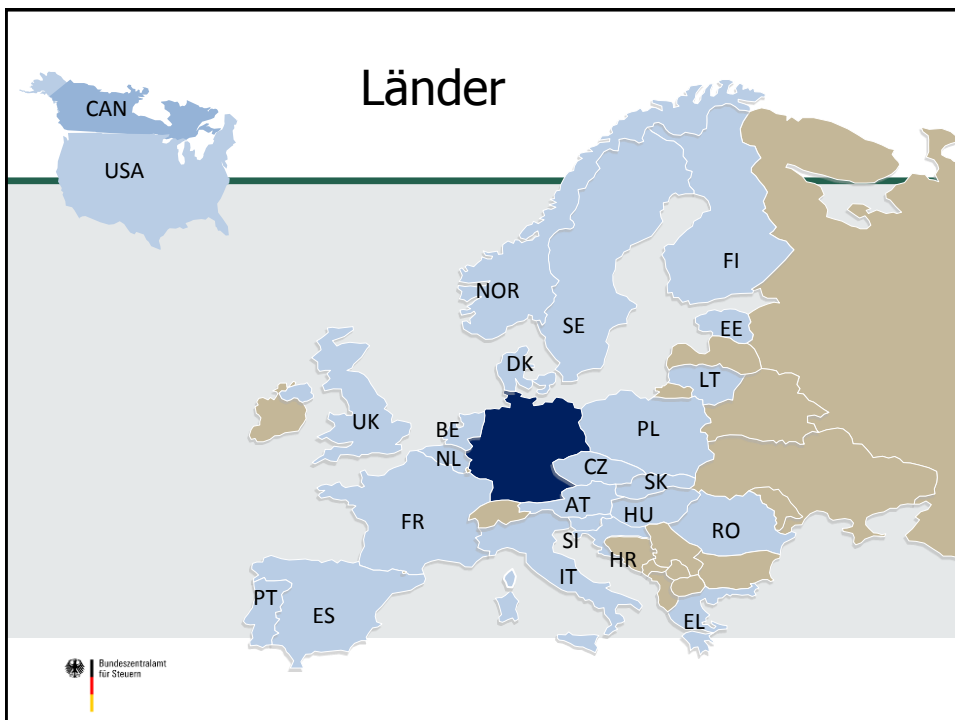 Länder
CAN
USA
FI
NOR
SE
EE
DK
LT
UK
BE
PL
NL
CZ
SK
AT
HU
FR
RO
SI
HR
IT
PT
ES
EL
Bundeszentralamt
für Steuern